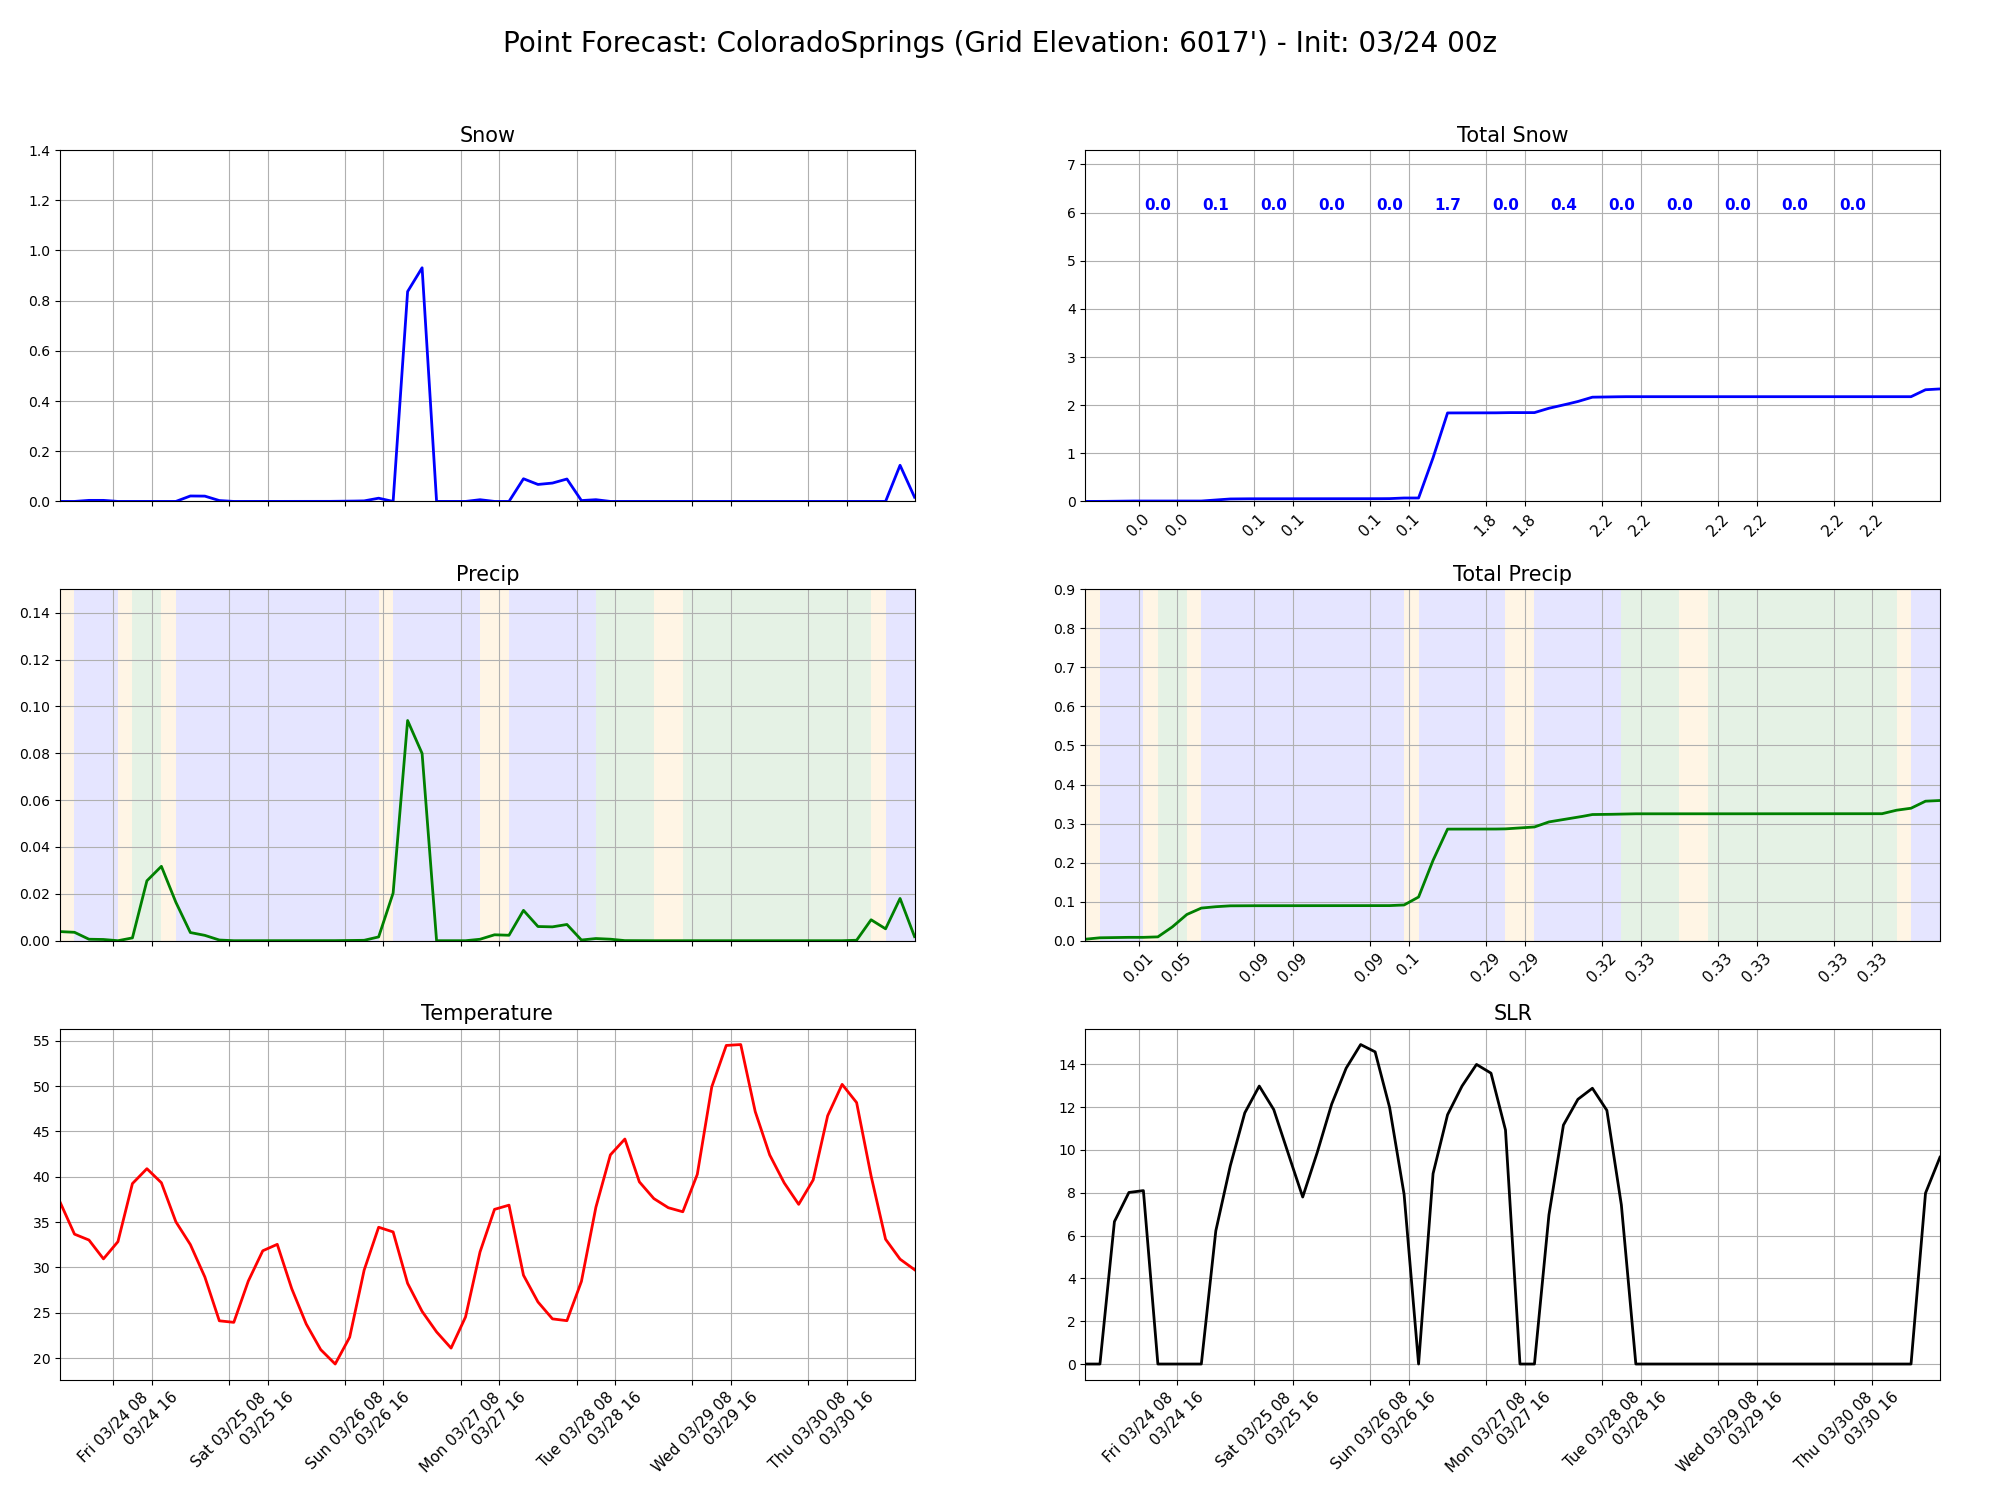 Point Forecast: ColoradoSprings (Grid Elevation: 6017') - Init: 03/24 00z
Snow
1.4
1.2
1.0
0.8
0.6
0.4
0.2
0.0
Total Snow
7
6
5
4
3
2
1
0
0.0 0.1 0.0 0.0 0.0 1.7 0.0 0.4 0.0 0.0 0.0 0.0 0.0
0.0 0.0 0.1 0.1 0.1 0.1 1.8 1.8 2.2 2.2 2.2 2.2 2.2 2.2
Precip
0.14
0.12
0.10
0.08
0.06
0.04
0.02
0.00
Total Precip
0.9
0.8
0.7
0.6
0.5
0.4
0.3
0.2
0.1
0.0
0.01 0.05 0.09 0.09 0.09 0.1 0.29 0.29 0.32 0.33 0.33 0.33 0.33 0.33
Temperature
55
50
45
40
35
30
25
20
Fri 03/24 08
03/24 16
Sat 03/25 08
03/25 16
Sun 03/26 08
03/26 16
Mon 03/27 08
03/27 16
Tue 03/28 08
03/28 16
Wed 03/29 08
03/29 16
Thu 03/30 08
03/30 16
SLR
14
12
10
8
6
4
2
0
Fri 03/24 08
03/24 16
Sat 03/25 08
03/25 16
Sun 03/26 08
03/26 16
Mon 03/27 08
03/27 16
Tue 03/28 08
03/28 16
Wed 03/29 08
03/29 16
Thu 03/30 08
03/30 16